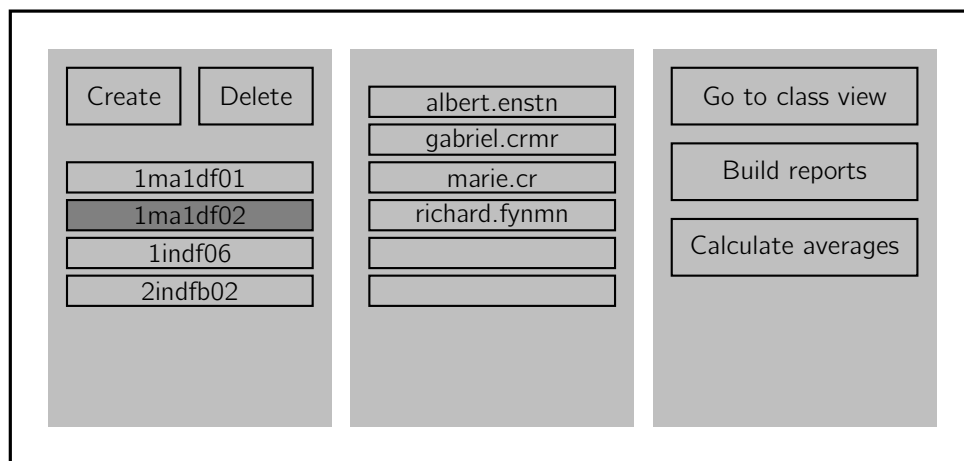 Create
Delete
1ma1df01
1ma1df02
1indf06
2indfb02
albert.enstn
gabriel.crmr
marie.cr
richard.fynmn
Go to class view
Build reports
Calculate averages